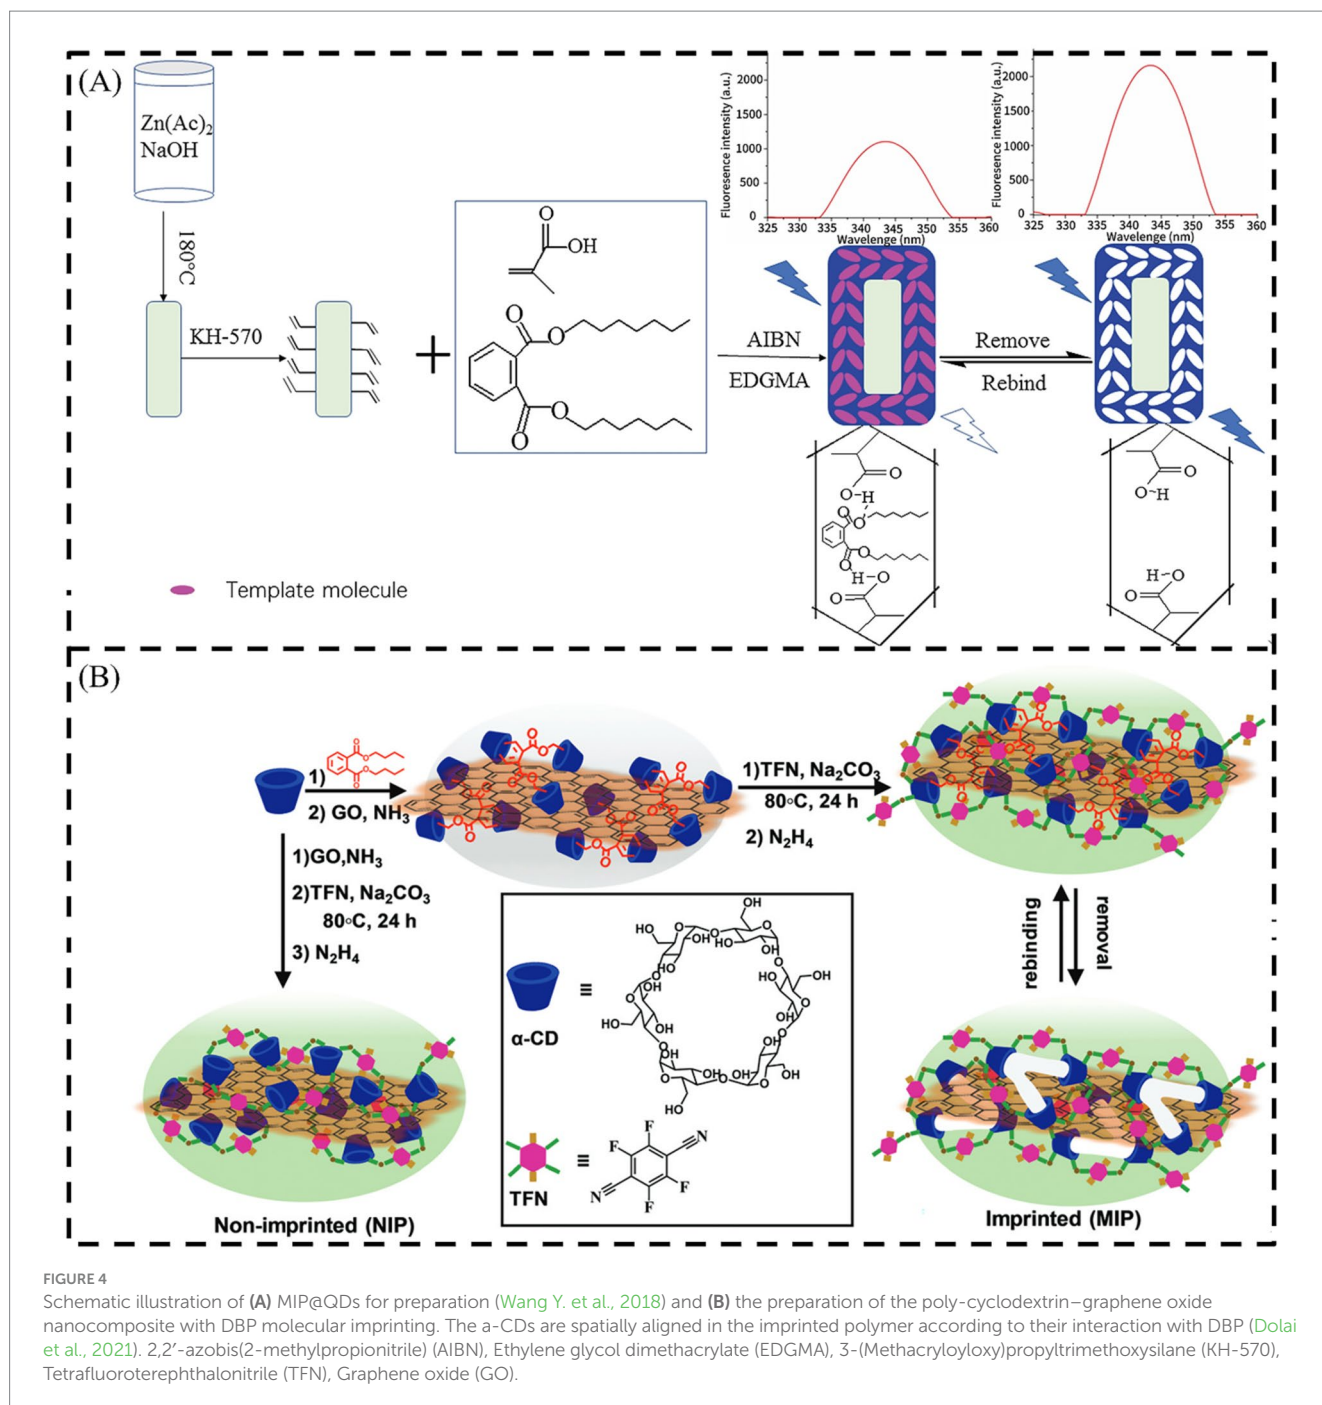 (A)
Zn(Ac)₂
NaOH
180°C
KH-570
O
OH
O
O
O
O
AIBN
EDGMA
Fluoresence intensity (a.u.)
2000
1500
1000
500
0
325 330 335 340 345 350 355 360
Wavelenge (nm)
Fluoresence intensity (a.u.)
2000
1500
1000
500
0
325 330 335 340 345 350 355 360
Wavelenge (nm)
Remove
Rebind
O
O-H
O
O
O
O
H-O
O
O
O-H
H-O
O
Template molecule
(B)
1)
2) GO, NH₃
1)TFN, Na₂CO₃
80◦C, 24 h
2) N₂H₄
1)GO,NH₃
2)TFN, Na₂CO₃
80◦C, 24 h
3) N₂H₄
rebinding
removal
α-CD
≡
TFN
≡
F
F
F
F
CN
NC
Non-imprinted (NIP)
Imprinted (MIP)
FIGURE 4
Schematic illustration of (A) MIP@QDs for preparation (Wang Y. et al., 2018) and (B) the preparation of the poly-cyclodextrin–graphene oxide
nanocomposite with DBP molecular imprinting. The a-CDs are spatially aligned in the imprinted polymer according to their interaction with DBP (Dolai
et al., 2021). 2,2′-azobis(2-methylpropionitrile) (AIBN), Ethylene glycol dimethacrylate (EDGMA), 3-(Methacryloyloxy)propyltrimethoxysilane (KH-570),
Tetrafluoroterephthalonitrile (TFN), Graphene oxide (GO).